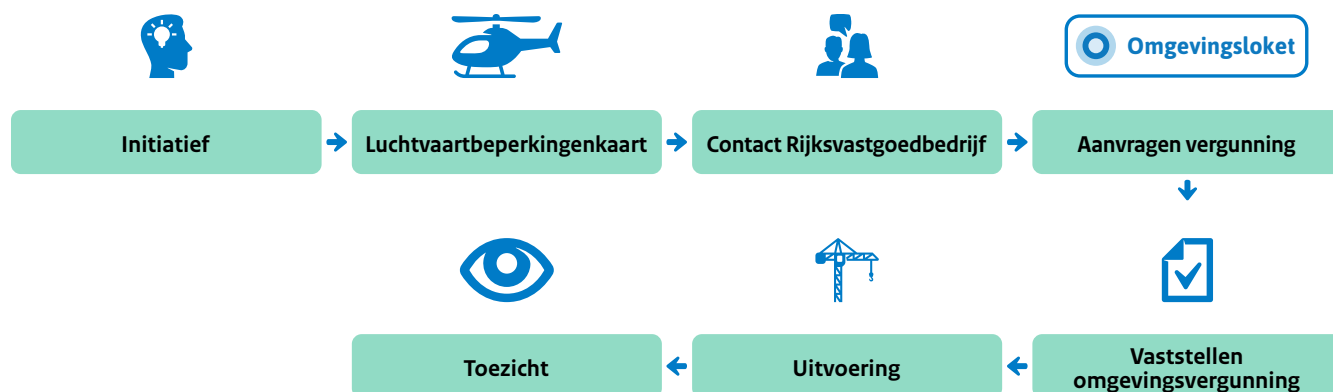 Omgevingsloket
Initiatief
Luchtvaartbeperkingenkaart
Contact Rijksvastgoedbedrijf
Aanvragen vergunning
Toezicht
Uitvoering
Vaststellen
omgevingsvergunning